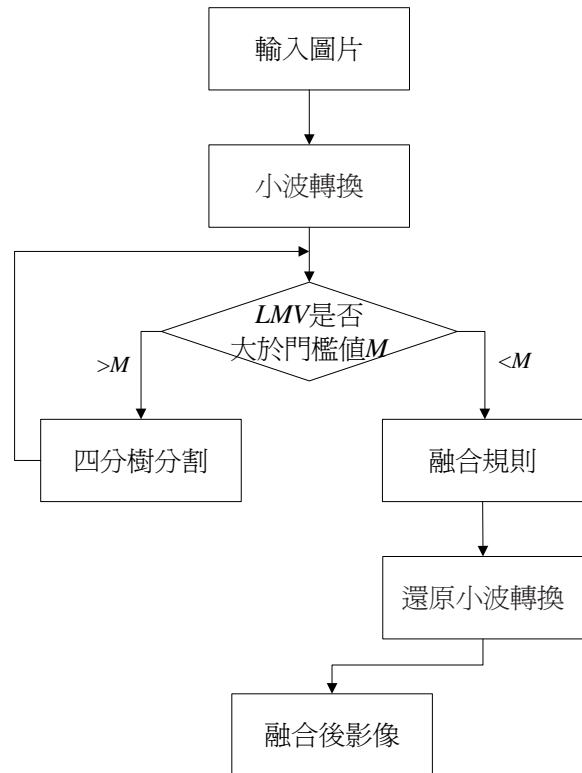 輸入圖片
小波轉換
LMV是否
大於門檻值M
>M
<M
四分樹分割
融合規則
還原小波轉換
融合後影像